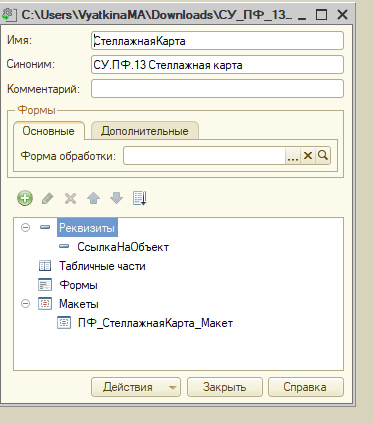 C:\Users\VyatkinaMA\Downloads\СУ_ПФ_13...
Имя: СтеллажнаяКарта
Синоним: СУ.ПФ.13 Стеллажная карта
Комментарий:
Формы
Основные Дополнительные
Форма обработки: ...
Реквизиты
СсылкаНаОбъект
Табличные части
Формы
Макеты
ПФ_СтеллажнаяКарта_Макет
Действия Закрыть Справка